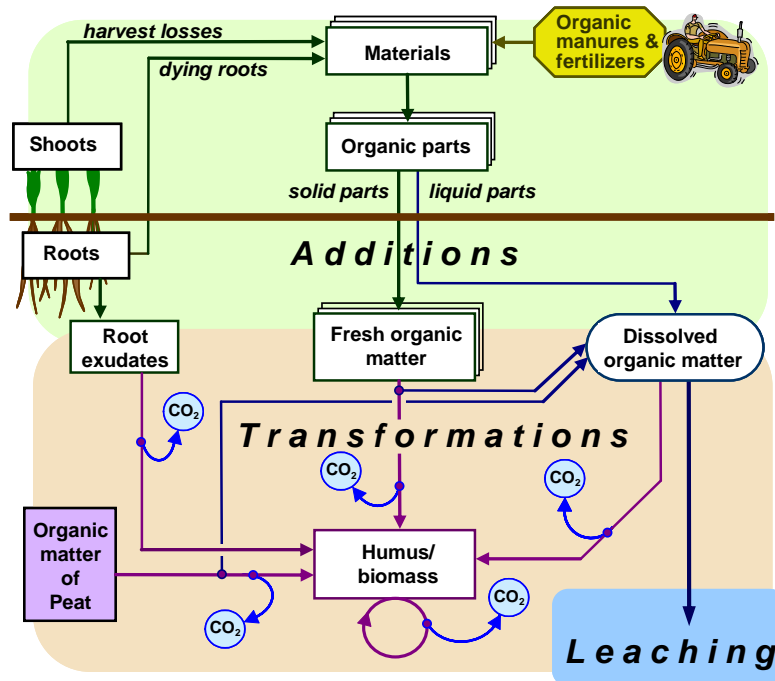 harvest losses
Materials
Organic
manures &
fertilizers
dying roots
Shoots
Organic parts
solid parts
liquid parts
Roots
Additions
Root
exudates
Fresh organic
matter
Dissolved
organic matter
CO2
Transformations
CO2
CO2
Organic
matter
of
Peat
Humus/
biomass
CO2
CO2
Leaching